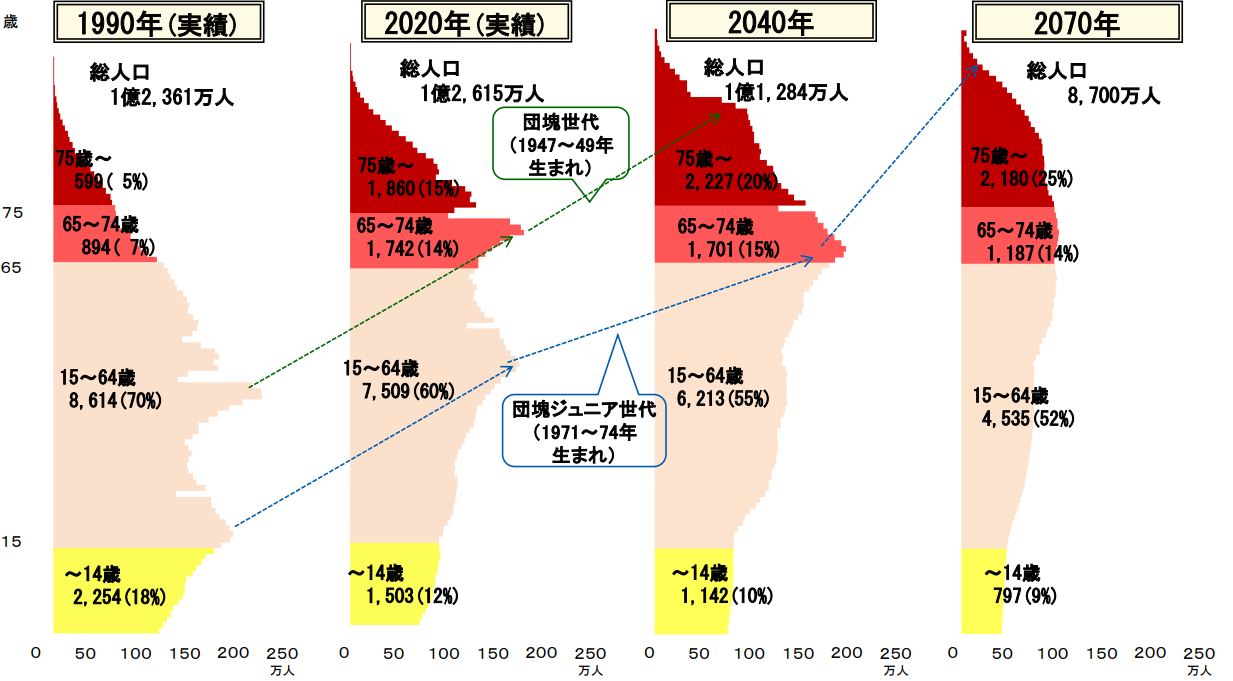 歳
1990年(実績)
総人口
1億2,361万人
75歳~
599( 5%)
65~74歳
894( 7%)
15~64歳
8,614(70%)
~14歳
2,254(18%)
75
65
15
0 50 100 150 200 250
万人
2020年(実績)
総人口
1億2,615万人
75歳~
1,860(15%)
65~74歳
1,742(14%)
15~64歳
7,509(60%)
~14歳
1,503(12%)
0 50 100 150 200 250
万人
団塊世代
(1947~49年
生まれ)
団塊ジュニア世代
(1971~74年
生まれ)
2040年
総人口
1億1,284万人
75歳~
2,227(20%)
65~74歳
1,701(15%)
15~64歳
6,213(55%)
~14歳
1,142(10%)
0 50 100 150 200 250
万人
2070年
総人口
8,700万人
75歳~
2,180(25%)
65~74歳
1,187(14%)
15~64歳
4,535(52%)
~14歳
797(9%)
0 50 100 150 200 250
万人